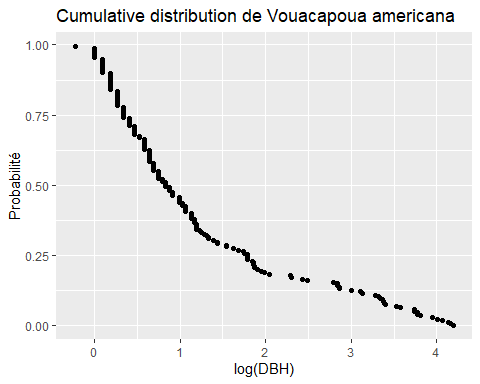 Cumulative distribution de Vouacapoua americana
Probabilité
1.00
0.75
0.50
0.25
0.00
0 1 2 3 4
log(DBH)